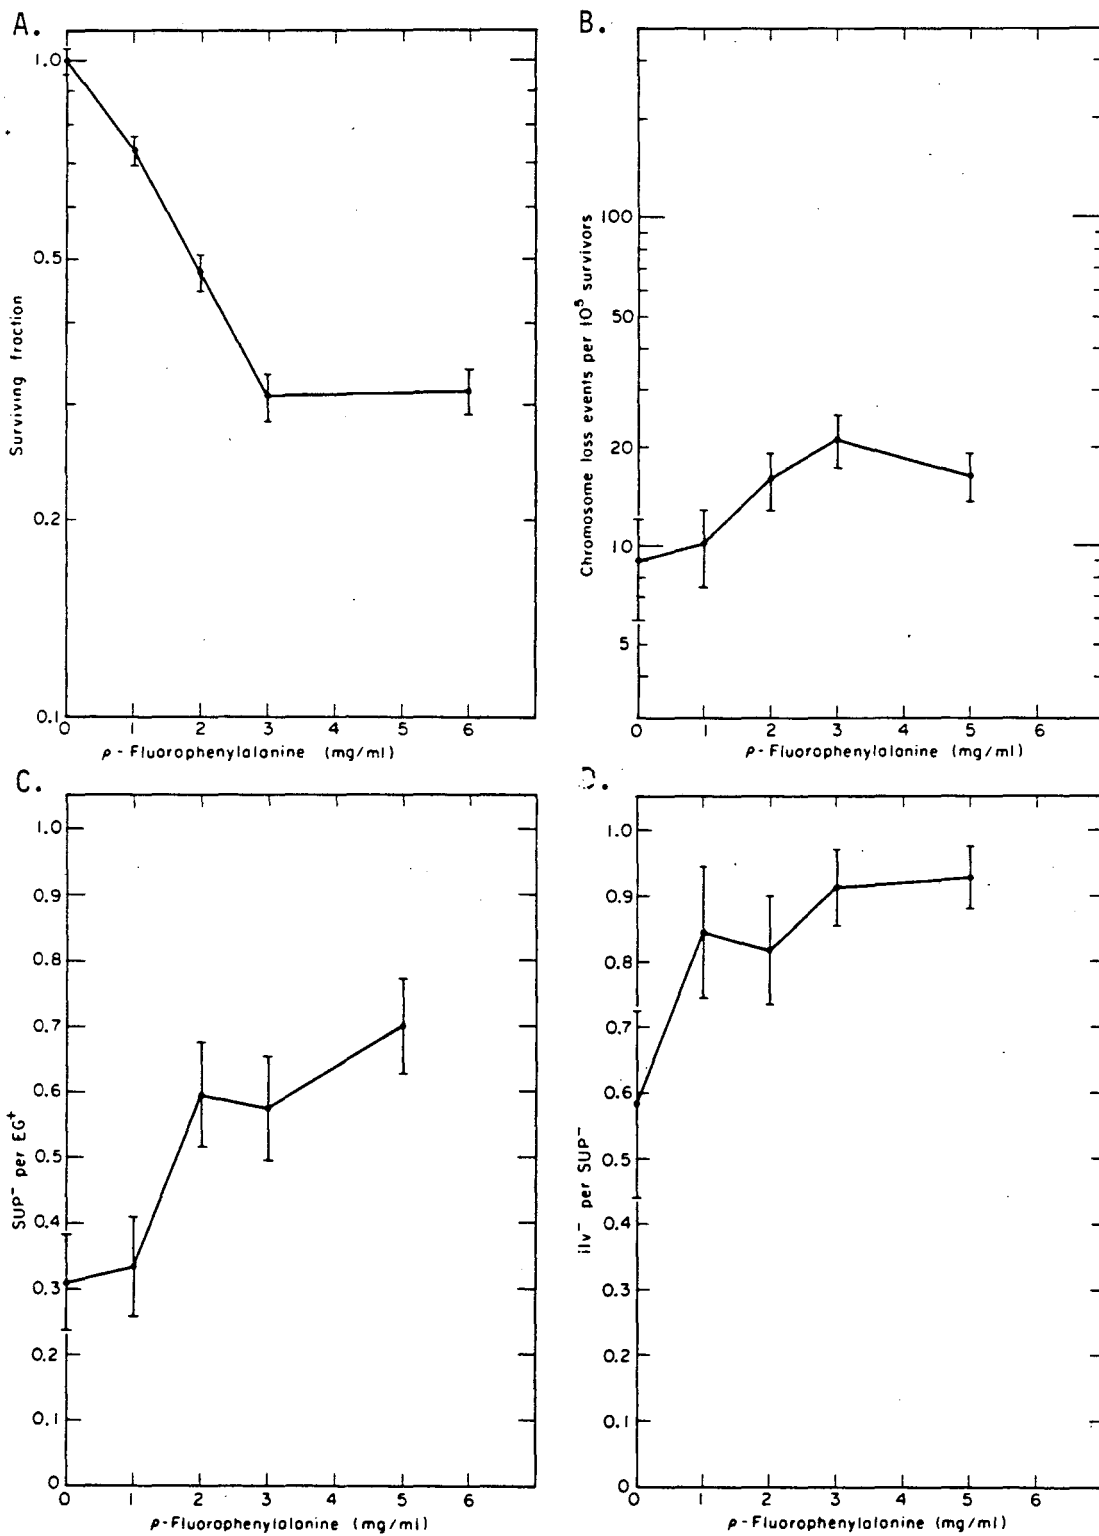 A.
1.0
0.5
0.2
0.1
Surviving fraction
0 1 2 3 4 5 6
ρ-Fluorophenylalanine (mg/ml)
B.
100
50
20
10
5
Chromosome loss events per 10⁵ survivors
0 1 2 3 4 5 6
ρ-Fluorophenylalanine (mg/ml)
C.
1.0
0.9
0.8
0.7
0.6
0.5
0.4
0.3
0.2
0.1
0
SUP⁻ per EG⁺
0 1 2 3 4 5 6
ρ-Fluorophenylalanine (mg/ml)
D.
1.0
0.9
0.8
0.7
0.6
0.5
0.4
0.3
0.2
0.1
0
ilv⁻ per SUP⁻
0 1 2 3 4 5 6
ρ-Fluorophenylalanine (mg/ml)